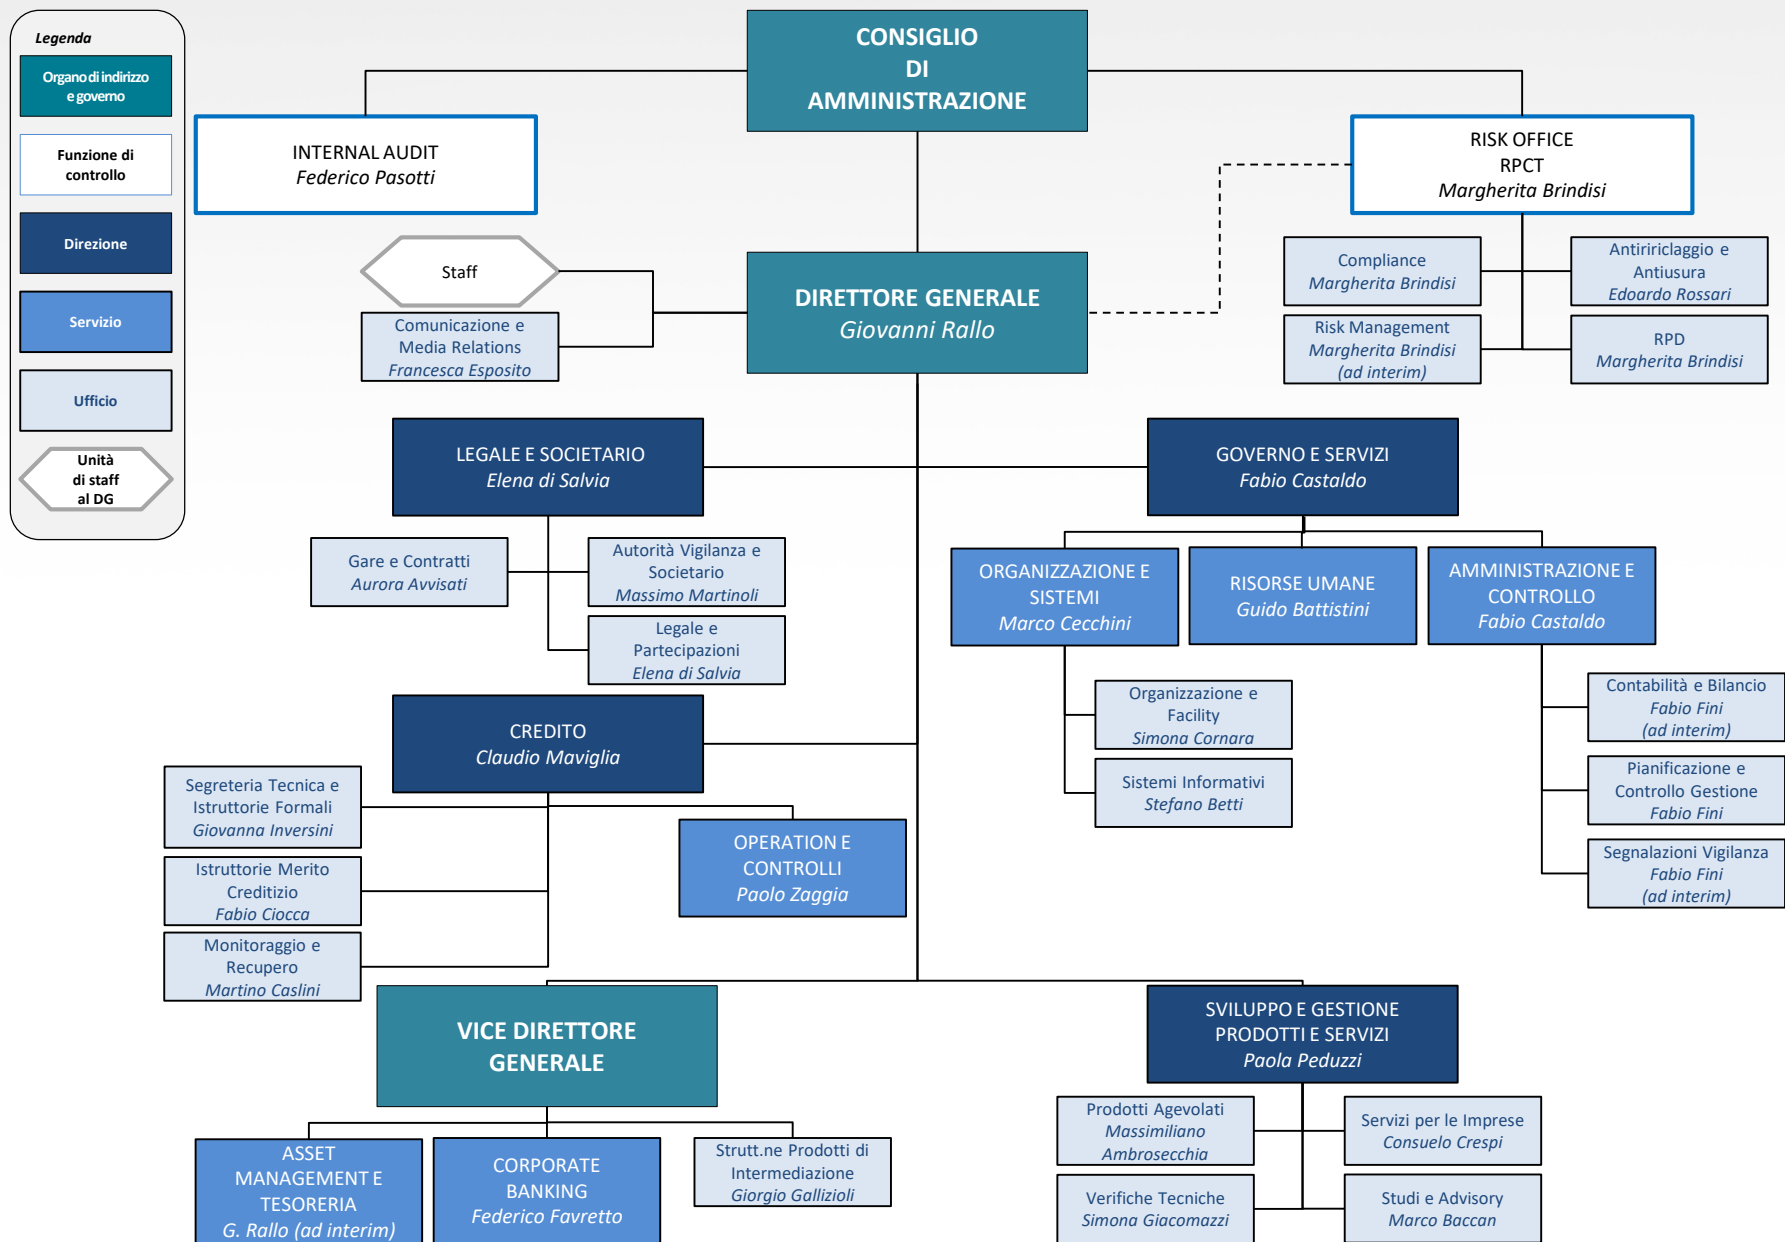 Legenda
Organo di indirizzo
e governo
Funzione di
controllo
Direzione
Servizio
Ufficio
Unità
di staff
al DG
CONSIGLIO
DI
AMMINISTRAZIONE
INTERNAL AUDIT
Federico Pasotti
RISK OFFICE
RPCT
Margherita Brindisi
Staff
Comunicazione e
Media Relations
Francesca Esposito
DIRETTORE GENERALE
Giovanni Rallo
Compliance
Margherita Brindisi
Antiririclaggio e
Antiusura
Edoardo Rossari
Risk Management
Margherita Brindisi
(ad interim)
RPD
Margherita Brindisi
LEGALE E SOCIETARIO
Elena di Salvia
GOVERNO E SERVIZI
Fabio Castaldo
Gare e Contratti
Aurora Avvisati
Autorità Vigilanza e
Societario
Massimo Martinoli
Legale e
Partecipazioni
Elena di Salvia
ORGANIZZAZIONE E
SISTEMI
Marco Cecchini
RISORSE UMANE
Guido Battistini
AMMINISTRAZIONE E
CONTROLLO
Fabio Castaldo
Organizzazione e
Facility
Simona Cornara
Sistemi Informativi
Stefano Betti
Contabilità e Bilancio
Fabio Fini
(ad interim)
Pianificazione e
Controllo Gestione
Fabio Fini
Segnalazioni Vigilanza
Fabio Fini
(ad interim)
CREDITO
Claudio Maviglia
Segreteria Tecnica e
Istruttorie Formali
Giovanna Inversini
Istruttorie Merito
Creditizio
Fabio Ciocca
Monitoraggio e
Recupero
Martino Caslini
OPERATION E
CONTROLLI
Paolo Zaggia
VICE DIRETTORE
GENERALE
SVILUPPO E GESTIONE
PRODOTTI E SERVIZI
Paola Peduzzi
ASSET
MANAGEMENT E
TESORERIA
G. Rallo (ad interim)
CORPORATE
BANKING
Federico Favretto
Strutt.ne Prodotti di
Intermediazione
Giorgio Gallizioli
Prodotti Agevolati
Massimiliano
Ambrosecchia
Servizi per le Imprese
Consuelo Crespi
Verifiche Tecniche
Simona Giacomazzi
Studi e Advisory
Marco Baccan